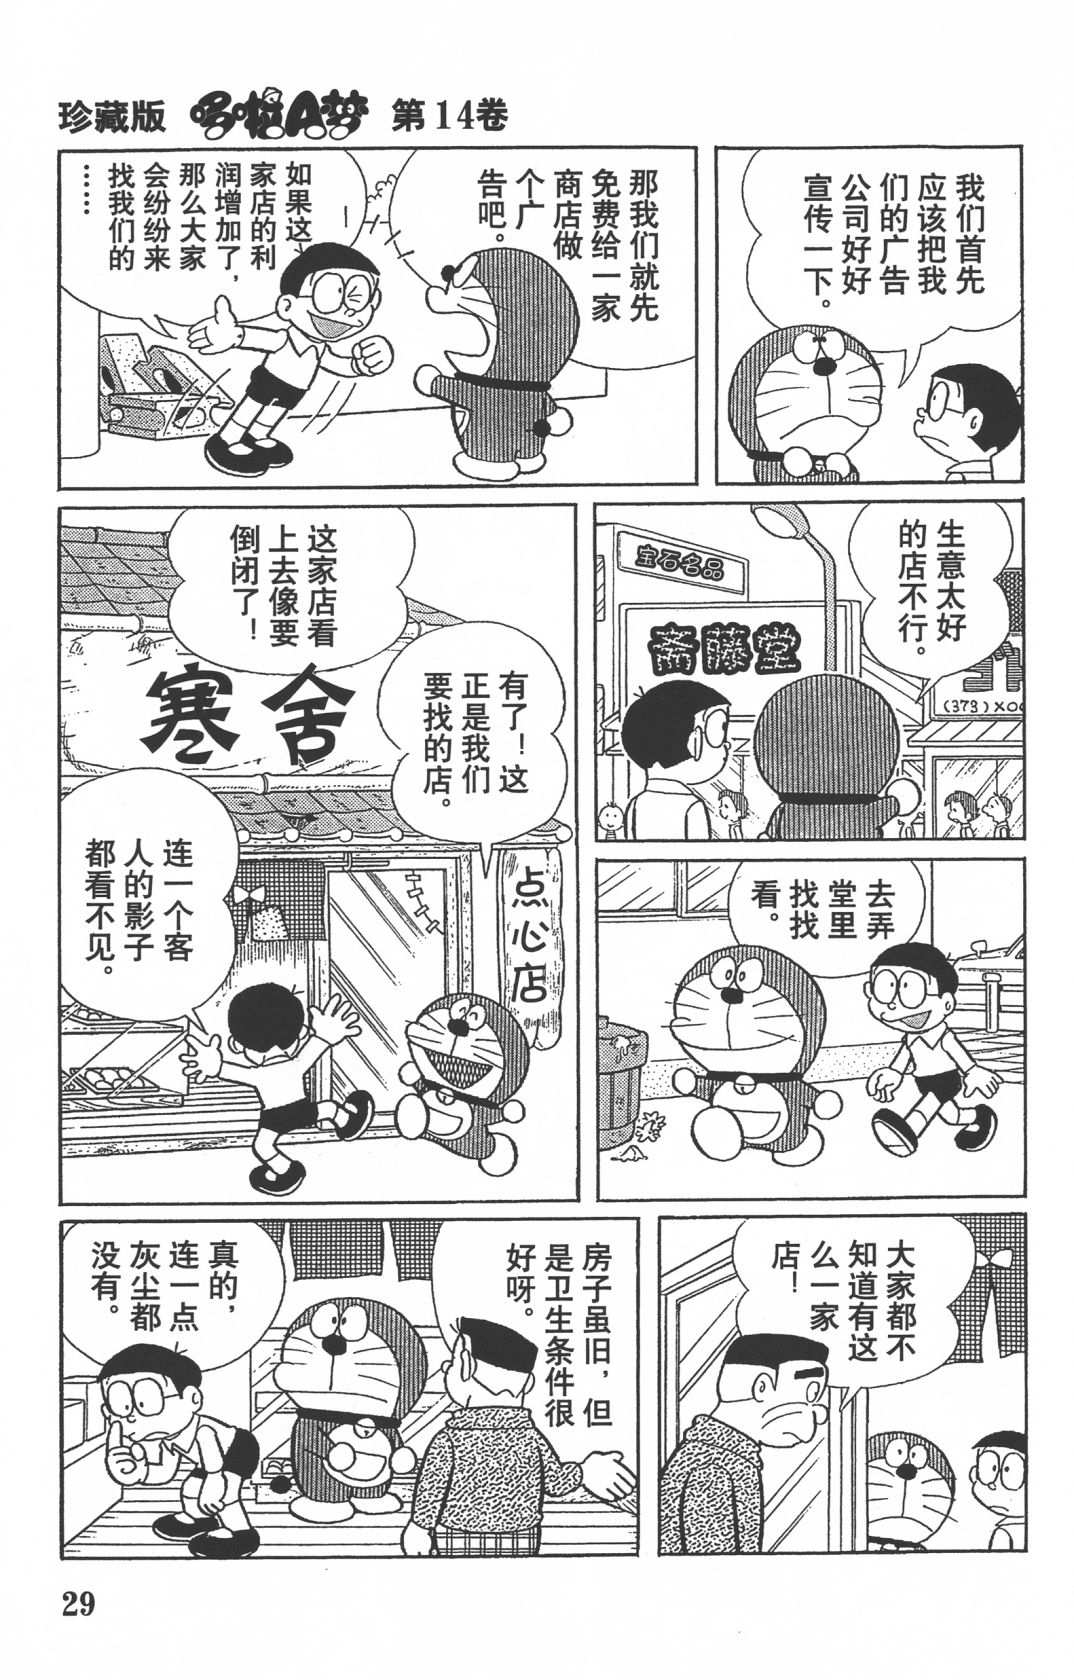 珍藏版 哆啦A梦 第14卷
我们首先
应该把我
们的广告
公司好好
宣传一下。
那我们就先
免费给一家
商店做
个广
告吧。
如果这
家店的利
润增加了，
那么大家
会纷纷来
找我们的
……
生意太好
的店不行。
宝石名品
斋藤堂
(373)XO
去弄
堂里
找找
看。
这家店看
上去像要
倒闭了！
有了！这
正是我们
要找的店。
寒舍
点心店
连一个客
人的影子
都看不见。
大家都不
知道有这
么一家
店！
房子虽旧，但
是卫生条件很
好呀。
真的，
连一点
灰尘都
没有。
29